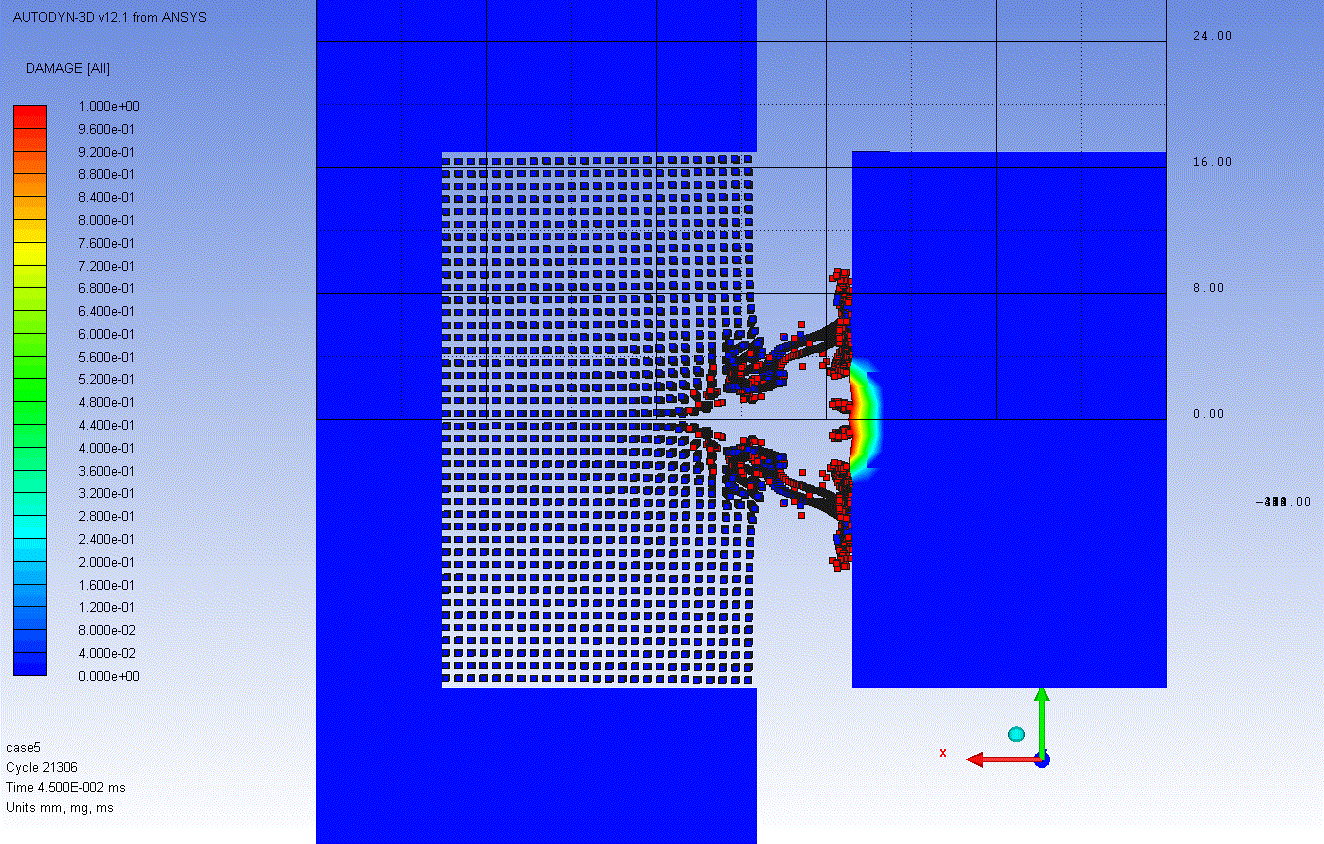 AUTODYN-3D v12.1 from ANSYS
DAMAGE [All]
1.000e+00
9.600e-01
9.200e-01
8.800e-01
8.400e-01
8.000e-01
7.600e-01
7.200e-01
6.800e-01
6.400e-01
6.000e-01
5.600e-01
5.200e-01
4.800e-01
4.400e-01
4.000e-01
3.600e-01
3.200e-01
2.800e-01
2.400e-01
2.000e-01
1.600e-01
1.200e-01
8.000e-02
4.000e-02
0.000e+00
case5
Cycle 21306
Time 4.500E-002 ms
Units mm, mg, ms
24.00
16.00
8.00
0.00
x